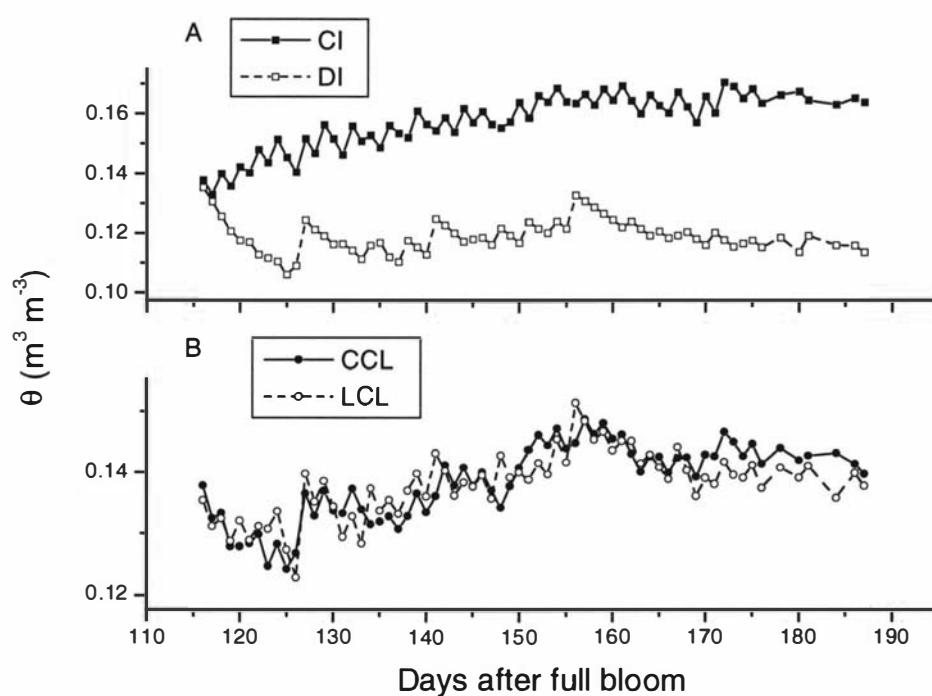 A
CI
DI
0.16
0.14
0.12
0.10
B
CCL
LCL
0.14
0.12
θ (m³ m⁻³)
110 120 130 140 150 160 170 180 190
Days after full bloom